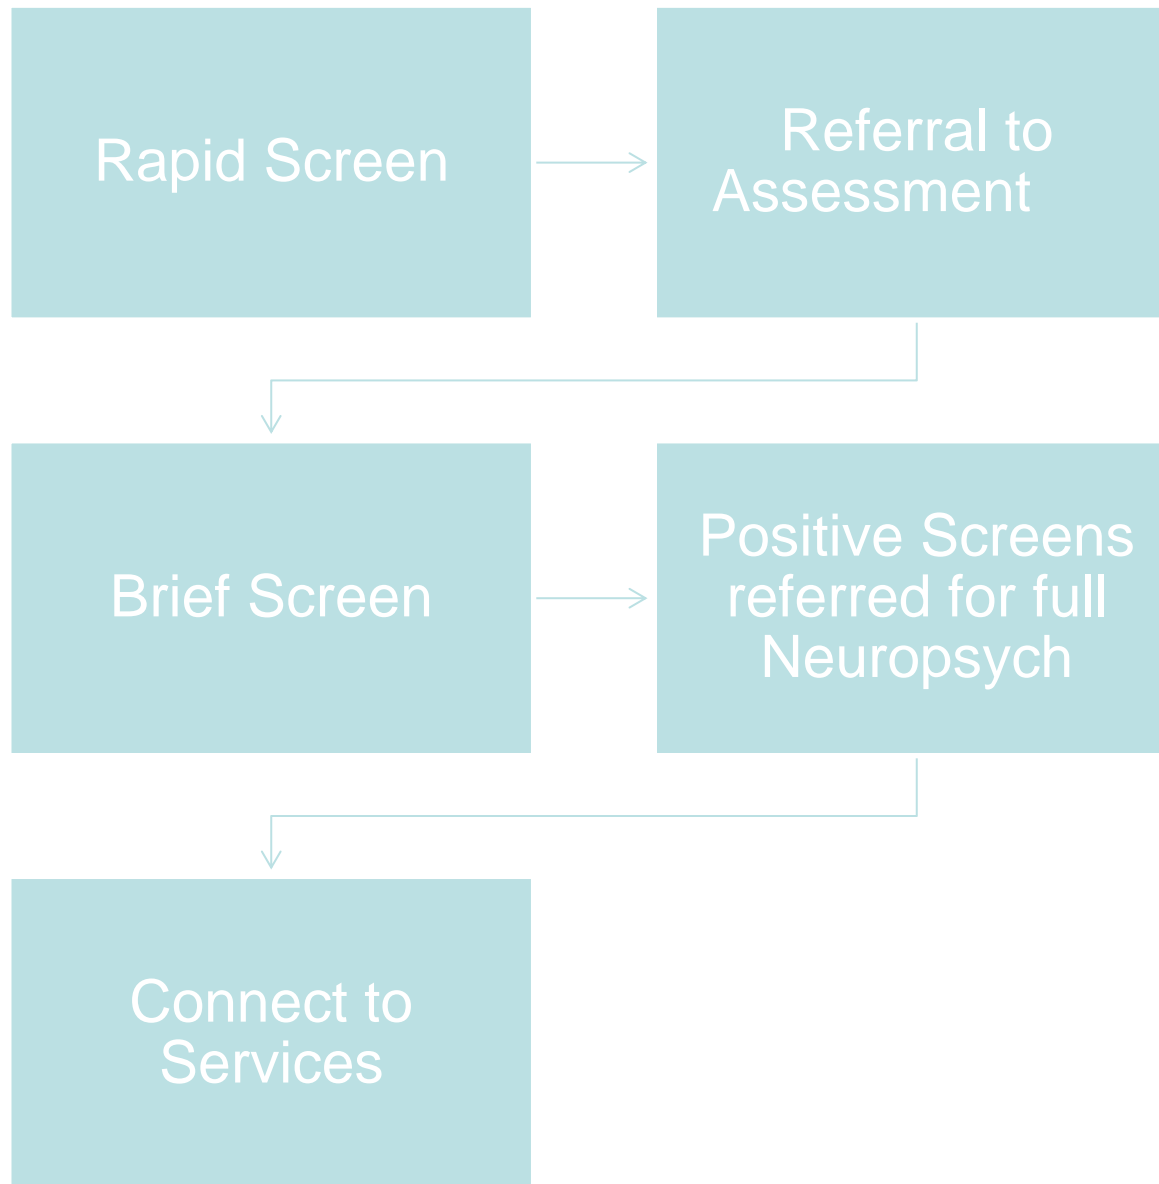 Rapid Screen
Referral to
Assessment
Brief Screen
Positive Screens
referred for full
Neuropsych
Connect to
Services